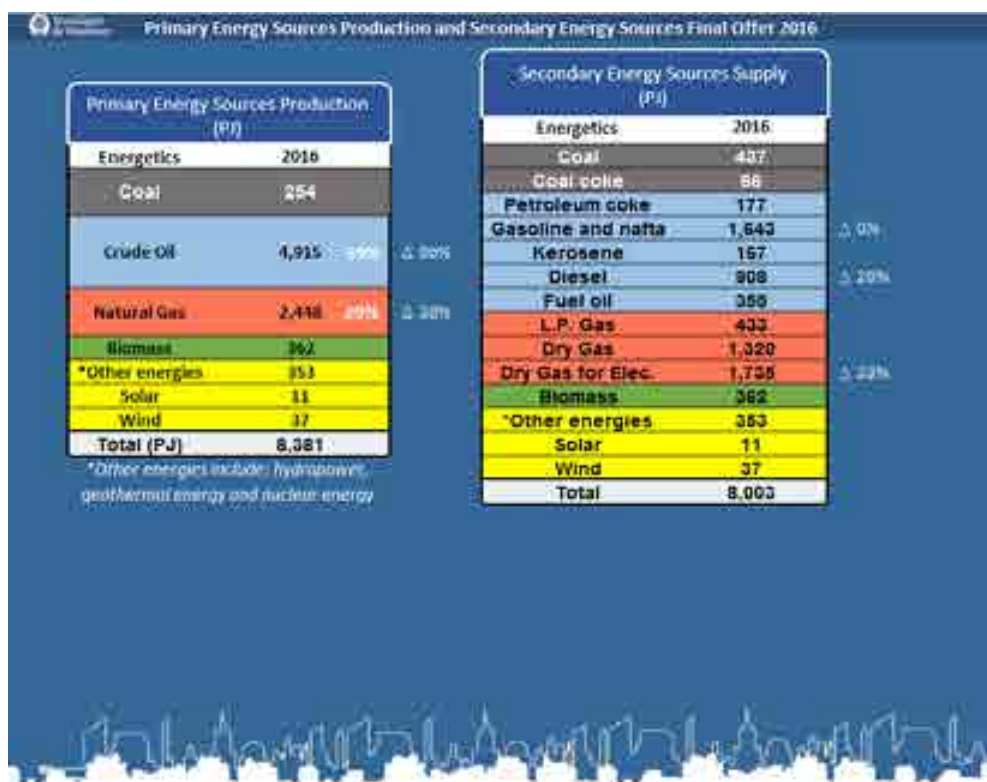 Primary Energy Sources Production and Secondary Energy Sources Final Offer 2016
Primary Energy Sources Production
(PJ)
Energetics 2016
Coal 254
Crude Oil 4,915 59%
Natural Gas 2,448 29%
Biomass 362
*Other energies 353
Solar 11
Wind 37
Total (PJ) 8,381
*Other energies include: hydropower,
geothermal energy and nuclear energy
Secondary Energy Sources Supply
(PJ)
Energetics 2016
Coal 437
Coal coke
Petroleum coke 177
Gasoline and nafta 1,643 Δ 0%
Kerosene 157
Diesel 908 Δ 20%
Fuel oil
L.P. Gas 433
Dry Gas 1,320
Dry Gas for Elec. 1,735 Δ
Biomass 362
*Other energies 353
Solar 11
Wind 37
Total 8,003